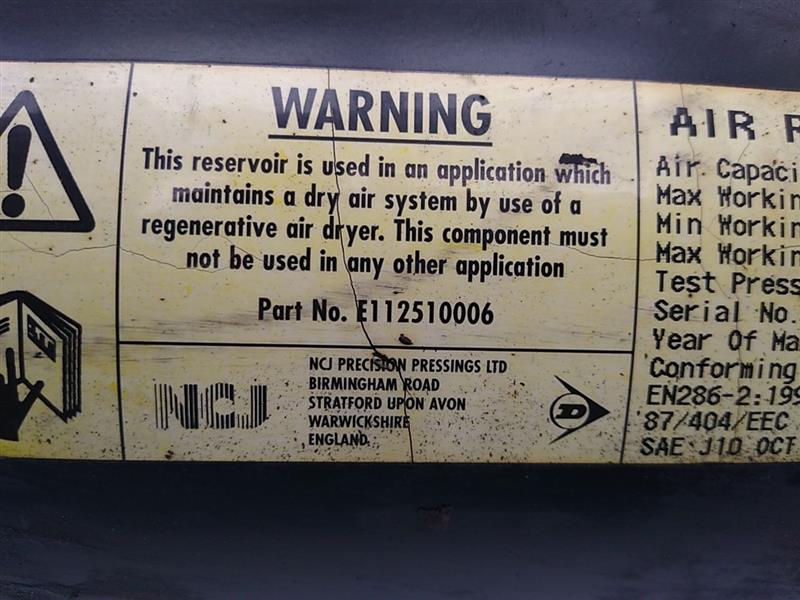 WARNING
This reservoir is used in an application which
maintains a dry air system by use of a
regenerative air dryer. This component must
not be used in any other application
Part No. E112510006
NCJ
NCJ PRECISION PRESSINGS LTD
BIRMINGHAM ROAD
STRATFORD UPON AVON
WARWICKSHIRE
ENGLAND.
D
AIR R
Air Capaci
Max Workin
Min Workin
Max Workin
Test Press
Serial No.
Year Of Ma
Conforming
EN286-2:199
87/404/EEC
SAE J10 OCT